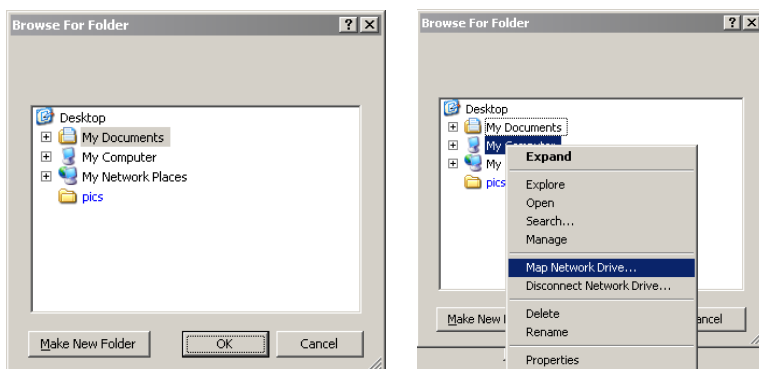 Browse For Folder
Desktop
My Documents
My Computer
My Network Places
pics
Make New Folder
OK
Cancel
Browse For Folder
Desktop
My Documents
My
My
pics
Expand
Explore
Open
Search...
Manage
Map Network Drive...
Disconnect Network Drive...
Delete
Rename
Properties
Make New
ancel